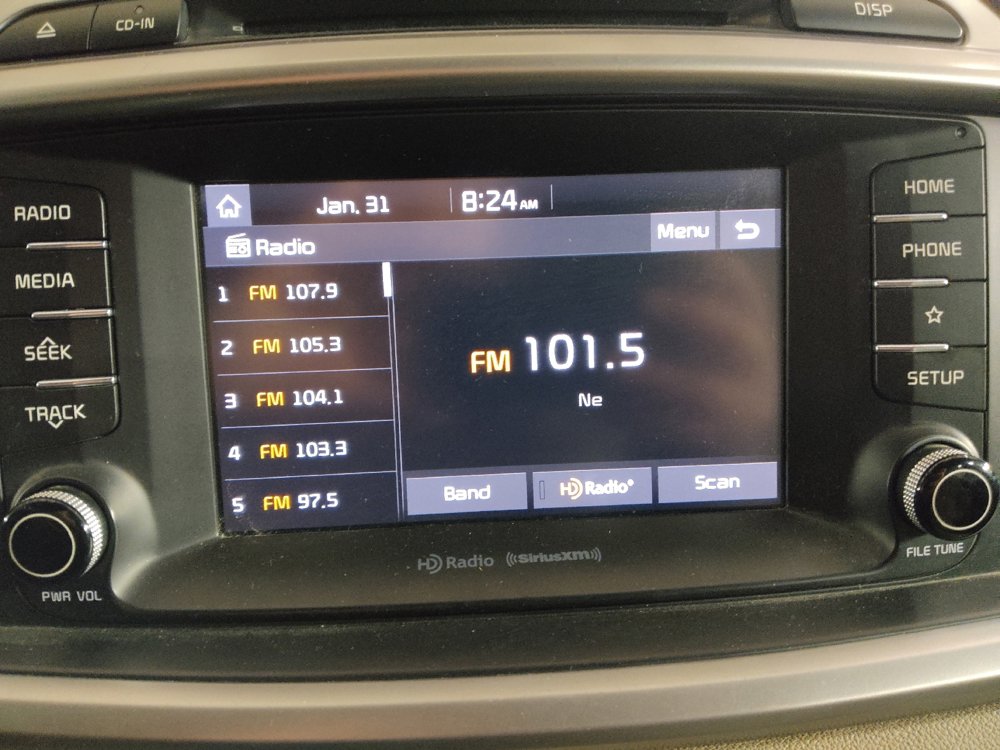 CD-IN
DISP
RADIO
MEDIA
SEEK
TRACK
PWR VOL
Jan. 31 8:24 AM
Radio
Menu
1 FM 107.9
2 FM 105.3
3 FM 104.1
4 FM 103.3
5 FM 97.5
FM 101.5
Ne
Band
HD Radio
Scan
HD Radio
SiriusXM
HOME
PHONE
SETUP
FILE TUNE